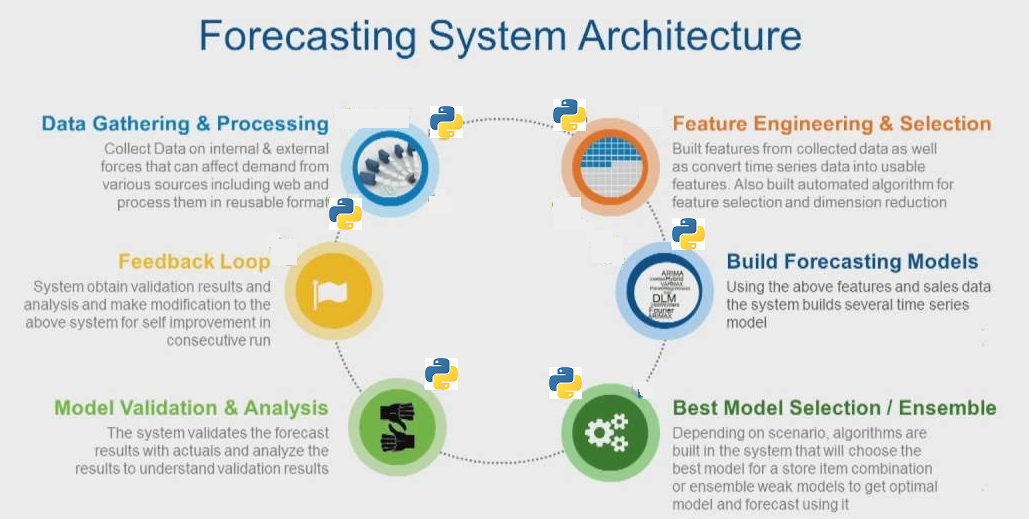 Forecasting System Architecture
Data Gathering & Processing
Collect Data on internal & external
forces that can affect demand from
various sources including web and
process them in reusable format
Feature Engineering & Selection
Built features from collected data as well
as convert time series data into usable
features. Also built automated algorithm for
feature selection and dimension reduction
Feedback Loop
System obtain validation results and
analysis and make modification to the
above system for self improvement in
consecutive run
ARIMA
Hybrid
VARMAX
DLM
Fourier
ARIMAX
Build Forecasting Models
Using the above features and sales data
the system builds several time series
model
Model Validation & Analysis
The system validates the forecast
results with actuals and analyze the
results to understand validation results
Best Model Selection / Ensemble
Depending on scenario, algorithms are
built in the system that will choose the
best model for a store item combination
or ensemble weak models to get optimal
model and forecast using it